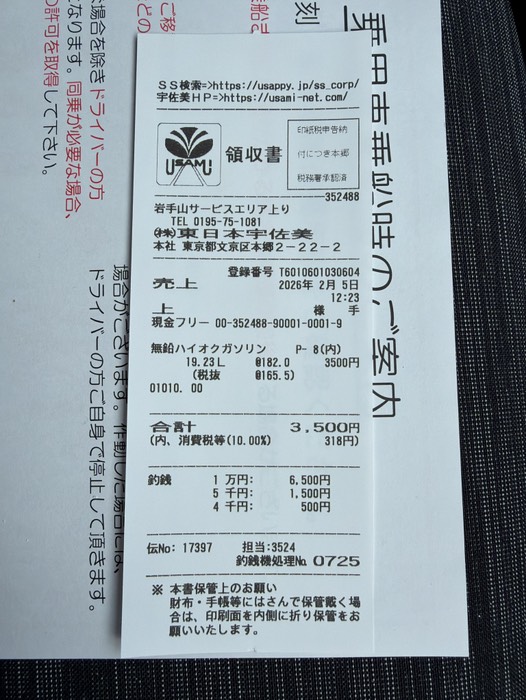 SS検索=>https://usappy.jp/ss_corp/
宇佐美HP=>https://usami-net.com/
USAMI
領収書
印紙税申告納
付につき本郷
税務署承認済
352488
岩手山サービスエリア上り
TEL 0195-75-1081
㈱東日本宇佐美
本社 東京都文京区本郷2-22-2
登録番号 T6010601030604
売上 2026年 2月 5日
12:23
上 様 手
現金フリー 00-352488-90001-0001-9
無鉛ハイオクガソリン P- 8(内)
19.23L @182.0 3500円
(税抜 @165.5)
01010. 00
合計 3,500円
(内、消費税等(10.00%) 318円)
釣銭 1 万円: 6,500円
5 千円: 1,500円
4 千円: 500円
伝No: 17397 担当:3524
釣銭機処理No. 0725
※ 本書保管上のお願い
財布・手帳等にはさんで保管戴く場
合は、印刷面を内側に折り保管をお
願いいたします。
乗用車乗船時のご案内
刻
ご移
との
場合を除きドライバーの方
なります。同乗が必要な場合、
の許可を取得して下さい。
場合がございます。作動した場合には、
ドライバーの方ご自身で停止して頂きます。